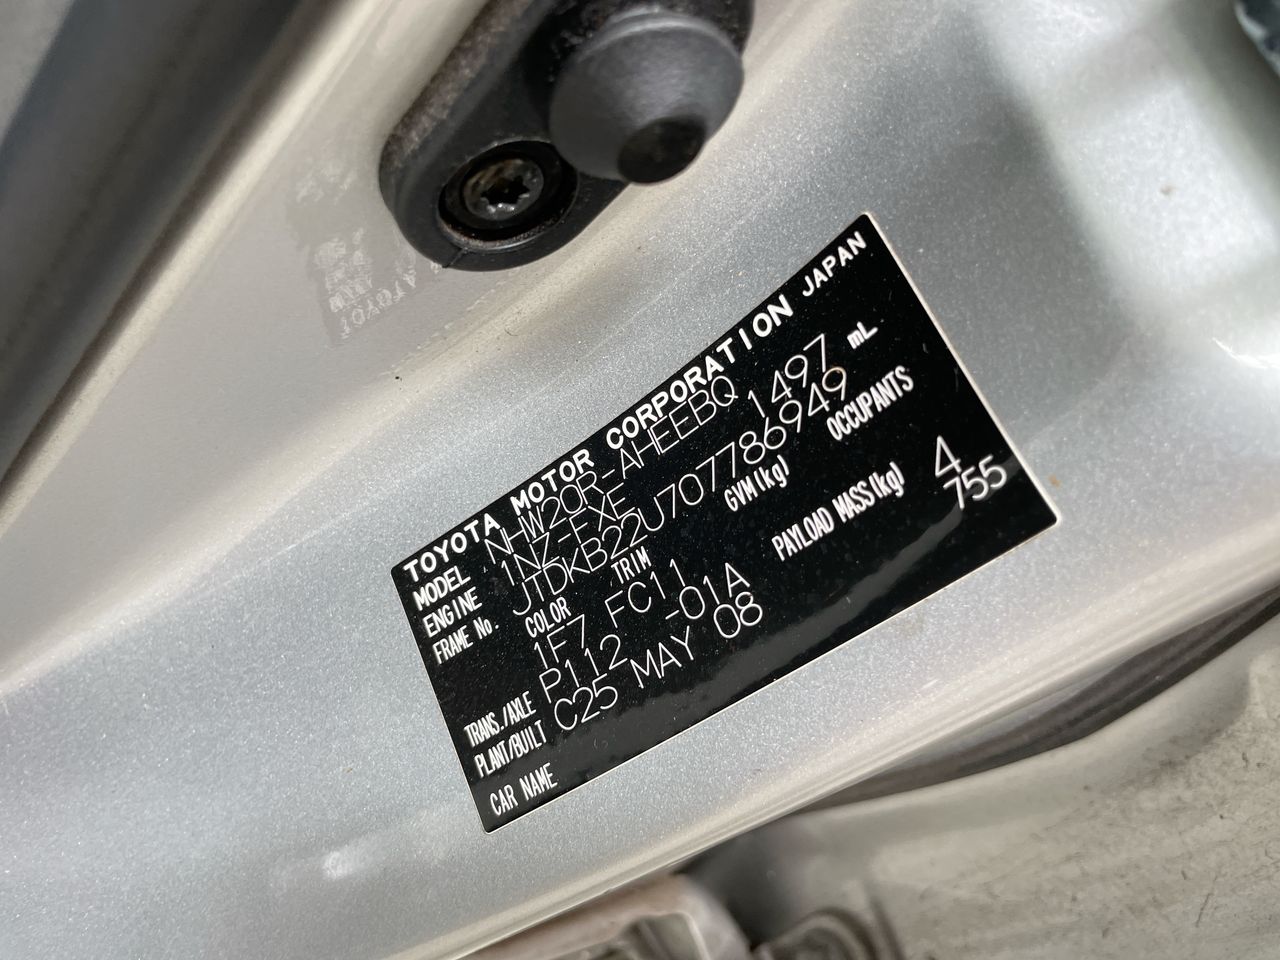 TOYOTA MOTOR CORPORATION JAPAN
MODEL NHW20R-AHEEBQ
ENGINE 1NZ-FXE 1497 mL
FRAME No. JTDKB22U707786949
COLOR TRIM GVM(kg) OCCUPANTS
1F7 FC11 4
TRANS./AXLE P112 -01A PAYLOAD MASS(kg) 755
PLANT/BUILT C25 MAY 08
CAR NAME